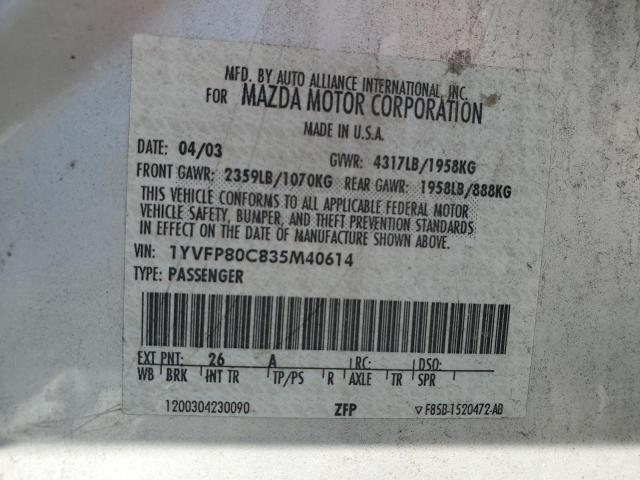 MFD. BY AUTO ALLIANCE INTERNATIONAL, INC.
FOR MAZDA MOTOR CORPORATION
MADE IN U.S.A.
DATE: 04/03 GVWR: 4317LB/1958KG
FRONT GAWR: 2359LB/1070KG REAR GAWR: 1958LB/888KG
THIS VEHICLE CONFORMS TO ALL APPLICABLE FEDERAL MOTOR
VEHICLE SAFETY, BUMPER, AND THEFT PREVENTION STANDARDS
IN EFFECT ON THE DATE OF MANUFACTURE SHOWN ABOVE.
VIN: 1YVFP80C835M40614
TYPE: PASSENGER
EXT PNT: 26 A RC: DSO:
WB BRK INT TR TP/PS R AXLE TR SPR
1200304230090 ZFP ▽ F85B-1520472-AB